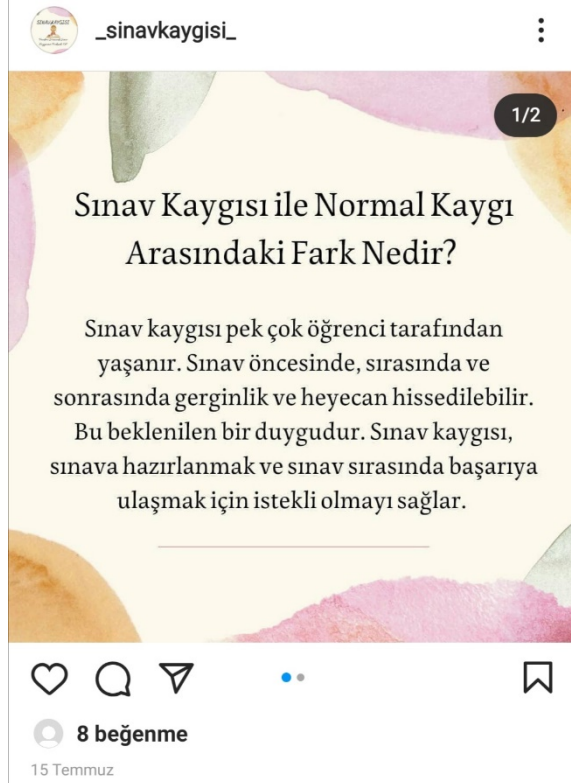 _sinavkaygisi_
1/2
Sınav Kaygısı ile Normal Kaygı
Arasındaki Fark Nedir?
Sınav kaygısı pek çok öğrenci tarafından
yaşanır. Sınav öncesinde, sırasında ve
sonrasında gerginlik ve heyecan hissedilebilir.
Bu beklenilen bir duygudur. Sınav kaygısı,
sınava hazırlanmak ve sınav sırasında başarıya
ulaşmak için istekli olmayı sağlar.
8 beğenme
15 Temmuz